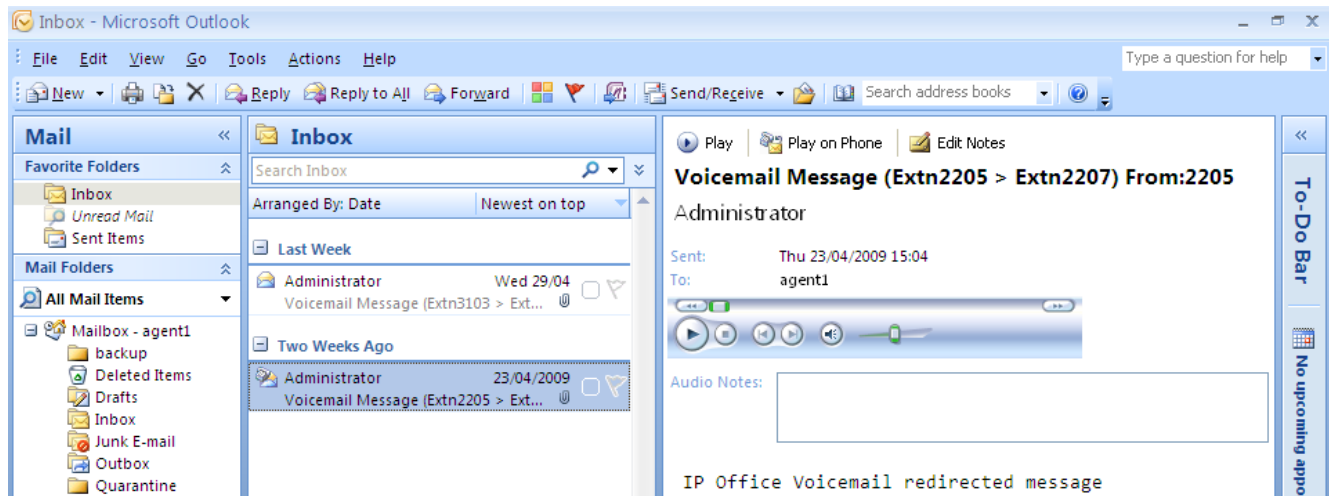 Inbox - Microsoft Outlook
File Edit View Go Tools Actions Help
Type a question for help
New Reply Reply to All Forward Send/Receive Search address books
Mail
Favorite Folders
Inbox
Unread Mail
Sent Items
Mail Folders
All Mail Items
Mailbox - agent1
backup
Deleted Items
Drafts
Inbox
Junk E-mail
Outbox
Quarantine
Inbox
Search Inbox
Arranged By: Date Newest on top
Last Week
Administrator Wed 29/04
Voicemail Message (Extn3103 > Ext...
Two Weeks Ago
Administrator 23/04/2009
Voicemail Message (Extn2205 > Ext...
Play Play on Phone Edit Notes
Voicemail Message (Extn2205 > Extn2207) From:2205
Administrator
Sent: Thu 23/04/2009 15:04
To: agent1
Audio Notes:
IP Office Voicemail redirected message
To-Do Bar
No upcoming appo